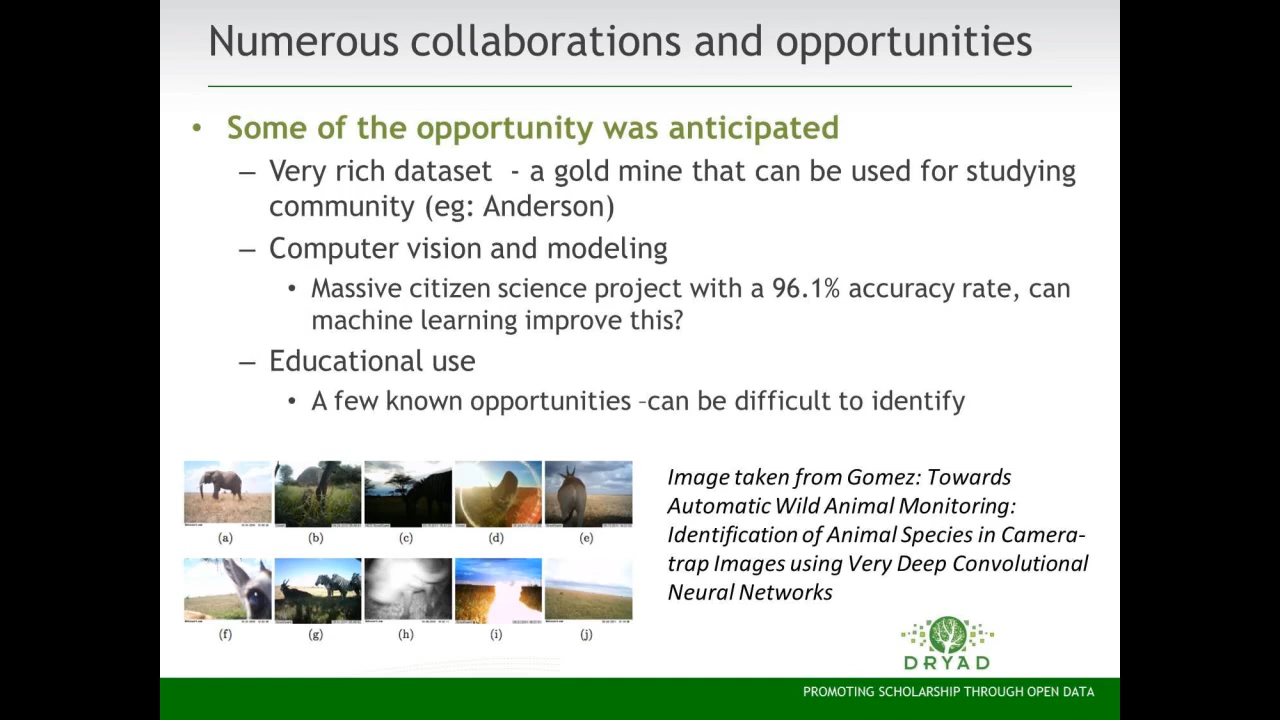 Numerous collaborations and opportunities
• Some of the opportunity was anticipated
– Very rich dataset - a gold mine that can be used for studying
community (eg: Anderson)
– Computer vision and modeling
• Massive citizen science project with a 96.1% accuracy rate, can
machine learning improve this?
– Educational use
• A few known opportunities –can be difficult to identify
(a) (b) (c) (d) (e)
(f) (g) (h) (i) (j)
Image taken from Gomez: Towards
Automatic Wild Animal Monitoring:
Identification of Animal Species in Camera-
trap Images using Very Deep Convolutional
Neural Networks
DRYAD
PROMOTING SCHOLARSHIP THROUGH OPEN DATA